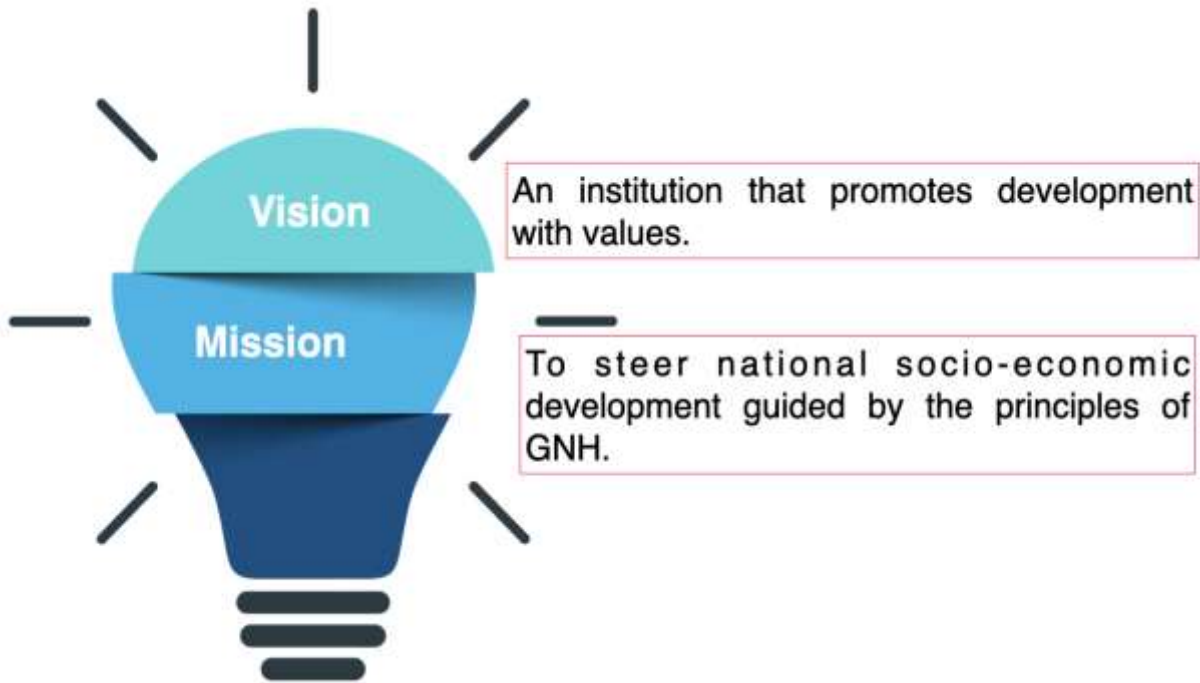 Vision
An institution that promotes development
with values.
Mission
To steer national socio-economic
development guided by the principles of
GNH.